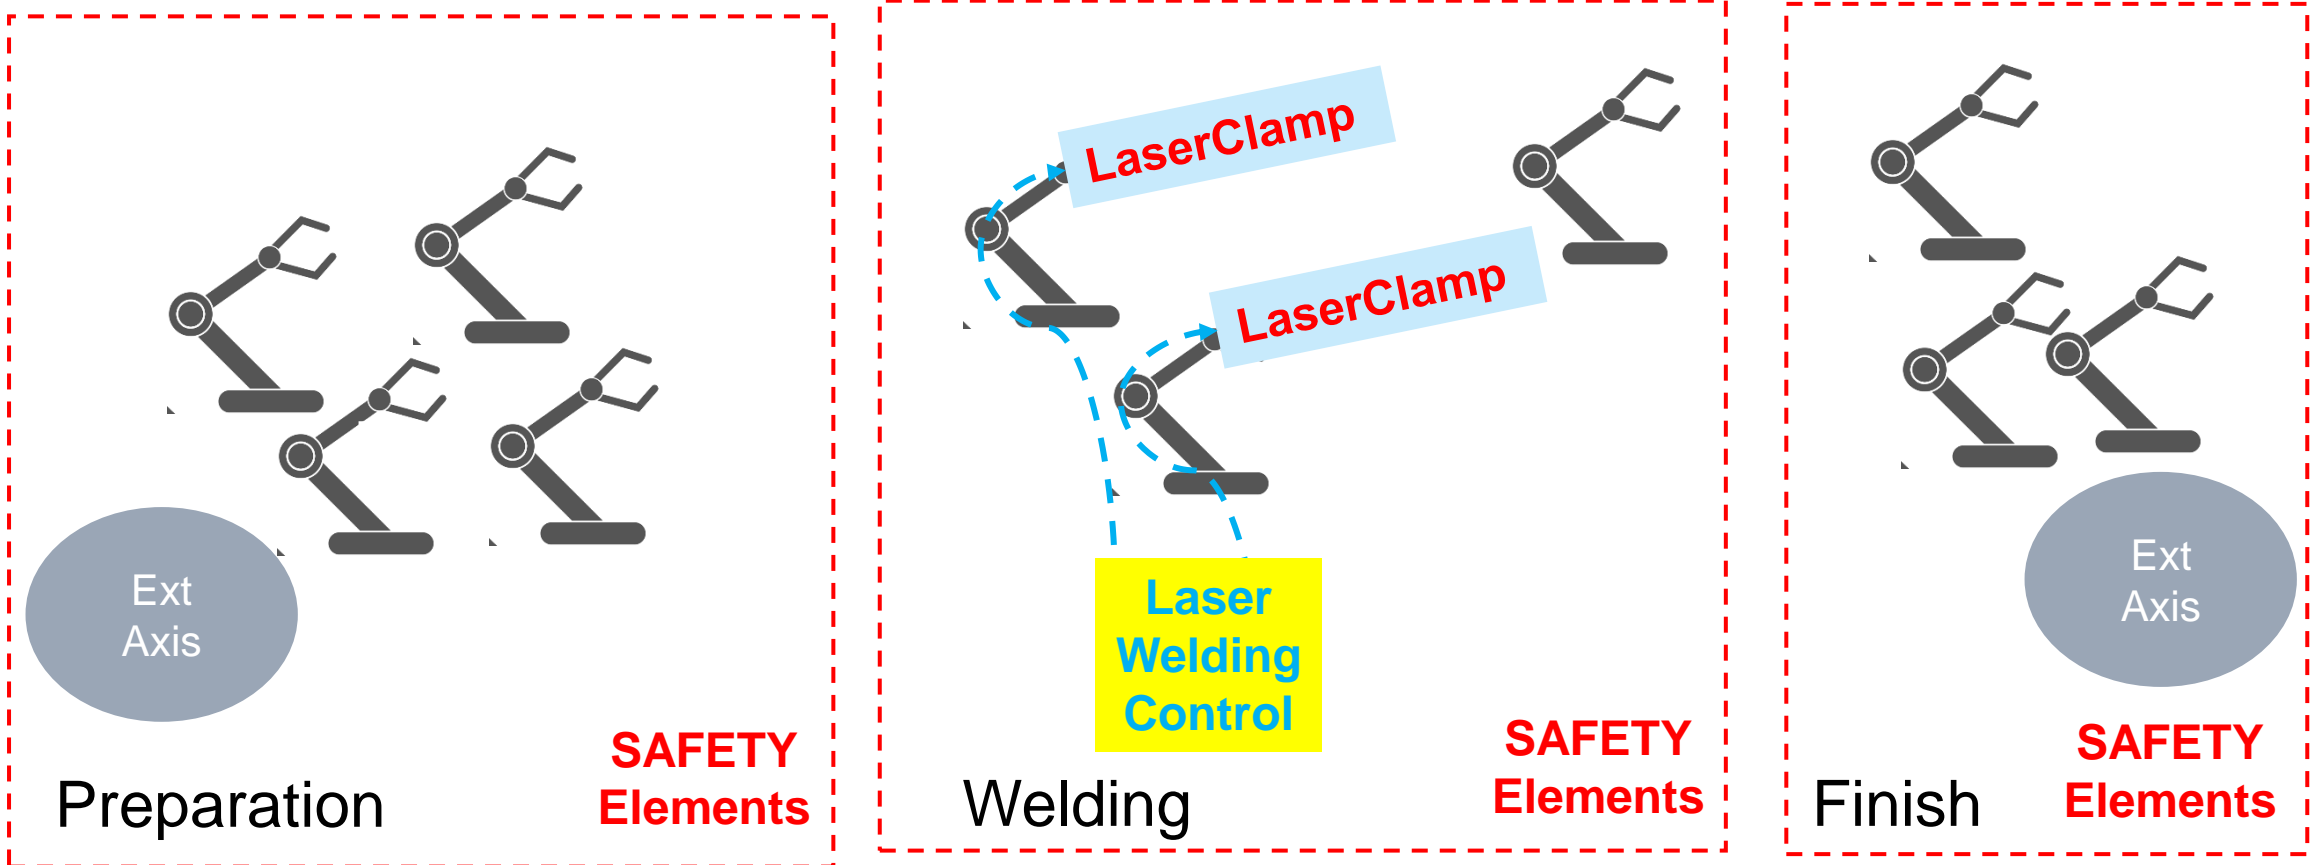 Ext
Axis
SAFETY
Elements
Preparation
LaserClamp
LaserClamp
Laser
Welding
Control
SAFETY
Elements
Welding
Ext
Axis
SAFETY
Elements
Finish